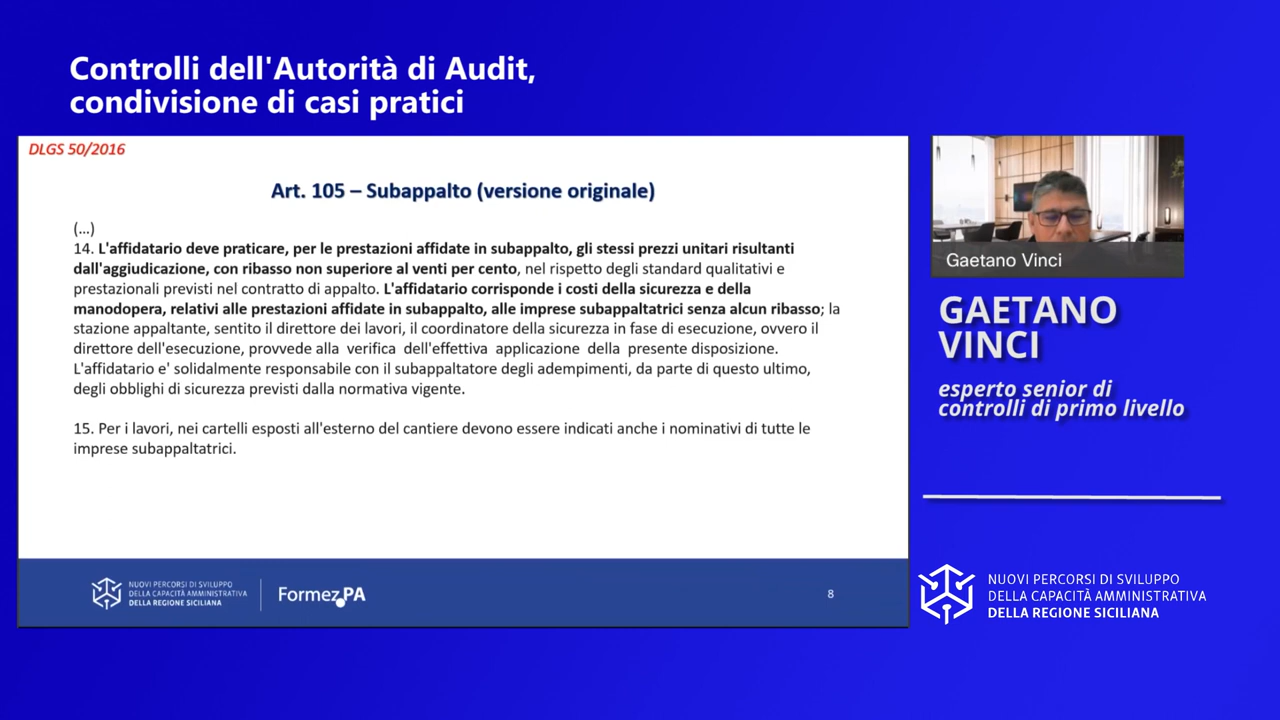 Controlli dell'Autorità di Audit,
condivisione di casi pratici
DLGS 50/2016
Art. 105 – Subappalto (versione originale)
(...)
14. L'affidatario deve praticare, per le prestazioni affidate in subappalto, gli stessi prezzi unitari risultanti
dall'aggiudicazione, con ribasso non superiore al venti per cento, nel rispetto degli standard qualitativi e
prestazionali previsti nel contratto di appalto. L'affidatario corrisponde i costi della sicurezza e della
manodopera, relativi alle prestazioni affidate in subappalto, alle imprese subappaltatrici senza alcun ribasso; la
stazione appaltante, sentito il direttore dei lavori, il coordinatore della sicurezza in fase di esecuzione, ovvero il
direttore dell'esecuzione, provvede alla verifica dell'effettiva applicazione della presente disposizione.
L'affidatario e' solidalmente responsabile con il subappaltatore degli adempimenti, da parte di questo ultimo,
degli obblighi di sicurezza previsti dalla normativa vigente.
15. Per i lavori, nei cartelli esposti all'esterno del cantiere devono essere indicati anche i nominativi di tutte le
imprese subappaltatrici.
NUOVI PERCORSI DI SVILUPPO
DELLA CAPACITÀ AMMINISTRATIVA
DELLA REGIONE SICILIANA
Formez PA
8
Gaetano Vinci
GAETANO
VINCI
esperto senior di
controlli di primo livello
NUOVI PERCORSI DI SVILUPPO
DELLA CAPACITÀ AMMINISTRATIVA
DELLA REGIONE SICILIANA